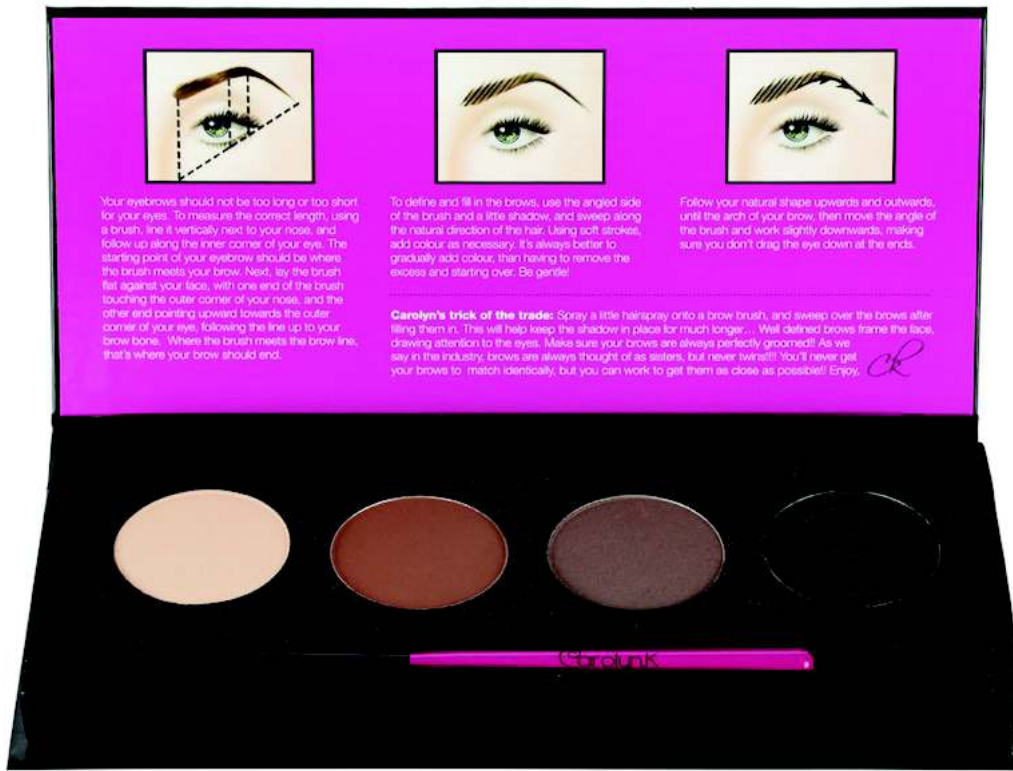 Your eyebrows should not be too long or too short
for your eyes. To measure the correct length, using
a brush, line it vertically next to your nose, and
follow up along the inner corner of your eye. The
starting point of your eyebrow should be where
the brush meets your brow. Next, lay the brush
flat against your face, with one end of the brush
touching the outer corner of your nose, and the
other end pointing upward towards the outer
corner of your eye, following the line up to your
brow bone. Where the brush meets the brow line,
that's where your brow should end.
To define and fill in the brows, use the angled side
of the brush and a little shadow, and sweep along
the natural direction of the hair. Using soft strokes,
add colour as necessary. It's always better to
gradually add colour, than having to remove the
excess and starting over. Be gentle!
Follow your natural shape upwards and outwards,
until the arch of your brow, then move the angle of
the brush and work slightly downwards, making
sure you don't drag the eye down at the ends.
Carolyn's trick of the trade: Spray a little hairspray onto a brow brush, and sweep over the brows after
filling them in. This will help keep the shadow in place for much longer... Well defined brows frame the face,
drawing attention to the eyes. Make sure your brows are always perfectly groomed!! As we
say in the industry, brows are always thought of as sisters, but never twins!!!! You'll never get
your brows to match identically, but you can work to get them as close as possible!! Enjoy,
CK
CarolynK